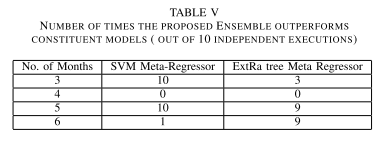 TABLE V
NUMBER OF TIMES THE PROPOSED ENSEMBLE OUTPERFORMS
CONSTITUENT MODELS ( OUT OF 10 INDEPENDENT EXECUTIONS)
No. of Months SVM Meta-Regressor ExtRa tree Meta Regressor
3 10 3
4 0 0
5 10 9
6 1 9